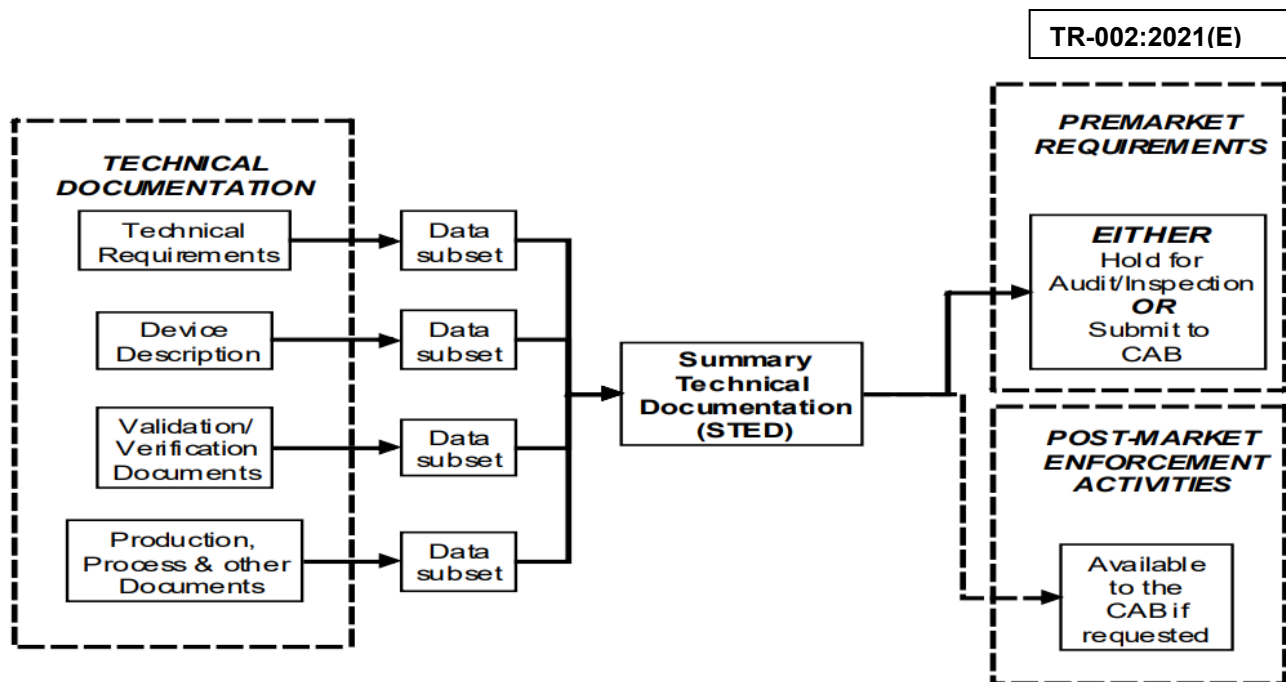 TR-002:2021(E)
TECHNICAL
DOCUMENTATION
Technical
Requirements
Data
subset
Device
Description
Data
subset
Validation/
Verification
Documents
Data
subset
Production,
Process & other
Documents
Data
subset
Summary
Technical
Documentation
(STED)
PREMARKET
REQUIREMENTS
EITHER
Hold for
Audit/Inspection
OR
Submit to
CAB
POST-MARKET
ENFORCEMENT
ACTIVITIES
Available
to the
CAB if
requested